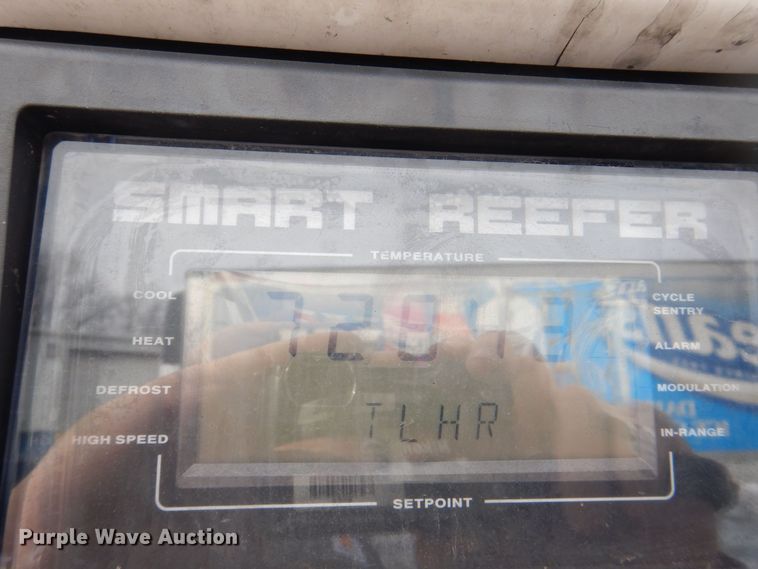 SMART REEFER
TEMPERATURE
COOL
HEAT
DEFROST
HIGH SPEED
CYCLE
SENTRY
ALARM
MODULATION
IN-RANGE
TLHR
SETPOINT
Purple Wave Auction